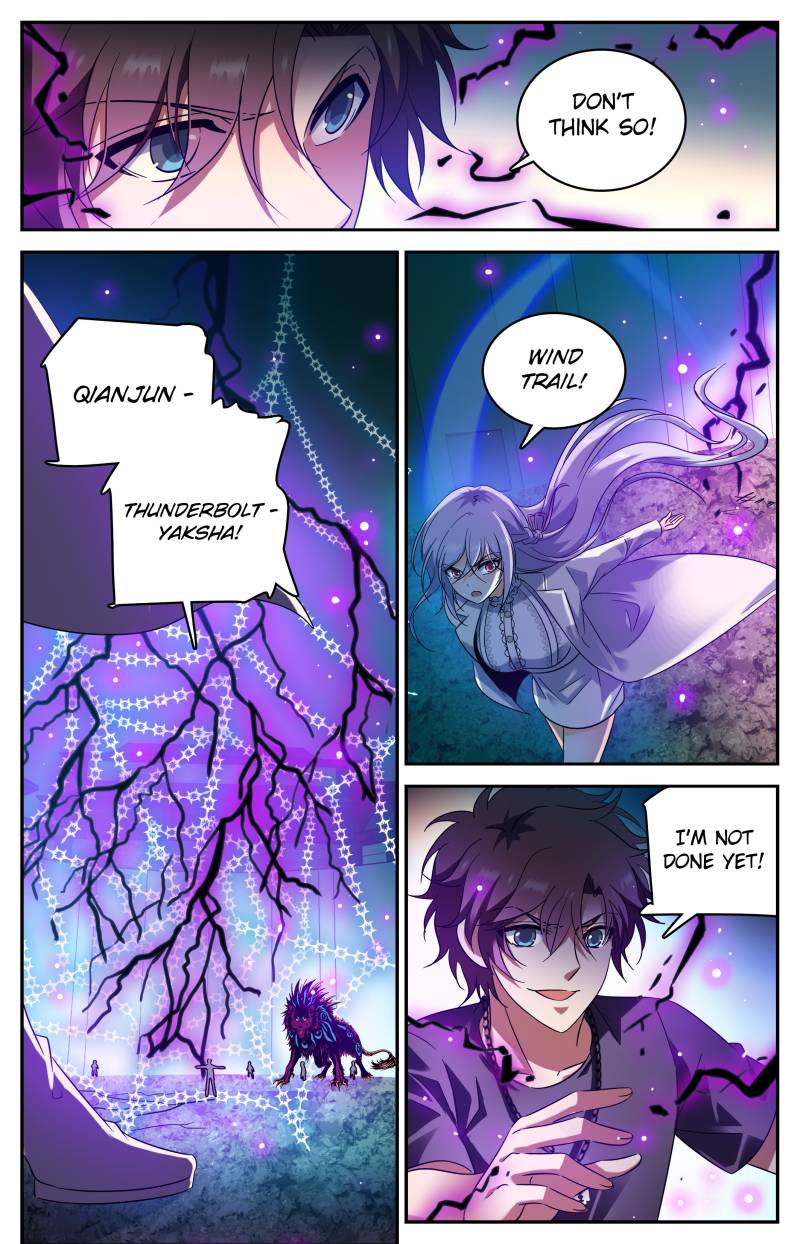 DON'T
THINK SO!
QIANJUN -
THUNDERBOLT -
YAKSHA!
WIND
TRAIL!
I'M NOT
DONE YET!